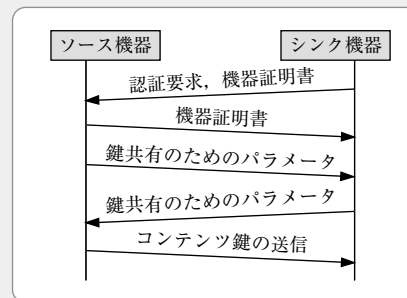 ソース機器
シンク機器
認証要求，機器証明書
機器証明書
鍵共有のためのパラメータ
鍵共有のためのパラメータ
コンテンツ鍵の送信